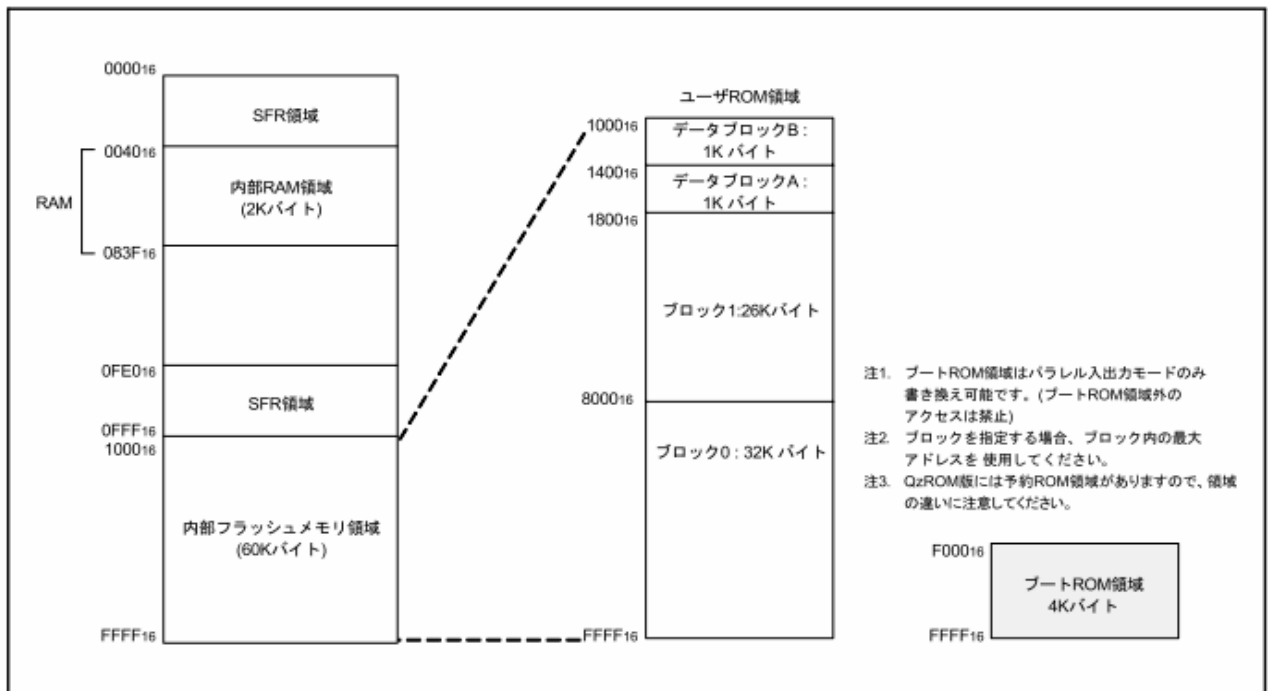 000016
SFR領域
004016
RAM
内部RAM領域
(2Kバイト)
083F16
0FE016
SFR領域
0FFF16
100016
内部フラッシュメモリ領域
(60Kバイト)
FFFF16
ユーザROM領域
100016
データブロックB :
1K バイト
140016
データブロックA :
1K バイト
180016
ブロック1:26Kバイト
800016
ブロック0 : 32K バイト
FFFF16
注1. ブートROM領域はパラレル入出力モードのみ
書き換え可能です。(ブートROM領域外の
アクセスは禁止)
注2. ブロックを指定する場合、ブロック内の最大
アドレスを 使用してください。
注3. QzROM版には予約ROM領域がありますので、領域
の違いに注意してください。
F00016
ブートROM領域
4Kバイト
FFFF16